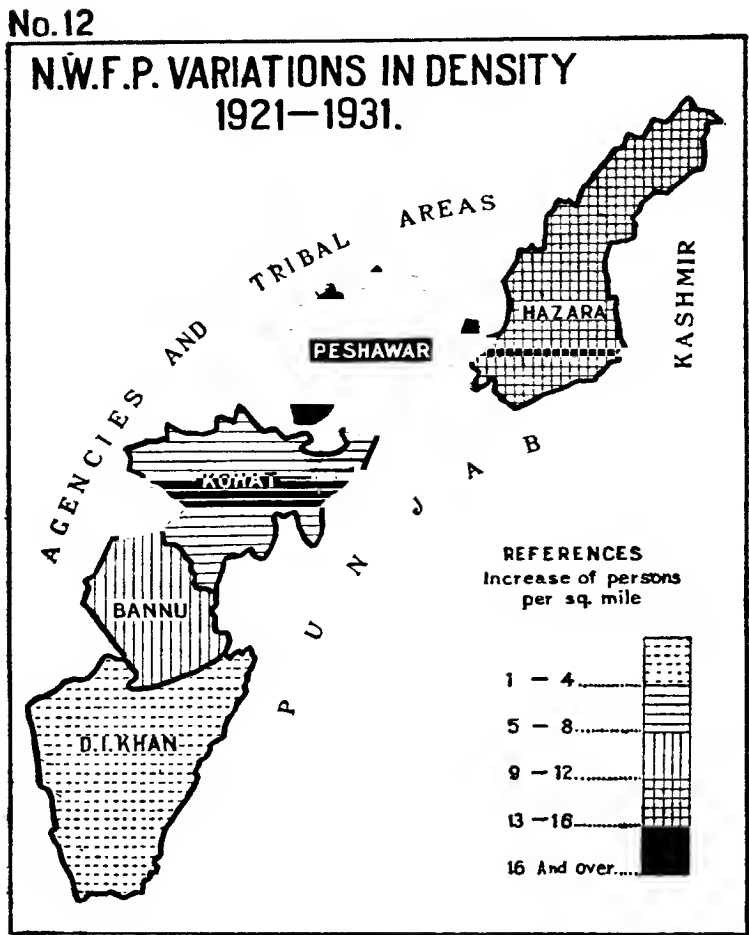 No.12
N.W.F.P. VARIATIONS IN DENSITY
1921—1931.
AGENCIES AND TRIBAL AREAS
KASHMIR
HAZARA
PESHAWAR
KOHAT
PUNJAB
BANNU
D.I.KHAN
REFERENCES
Increase of persons
per sq. mile
1 — 4
5 — 8
9 — 12
13 — 16
16 And over